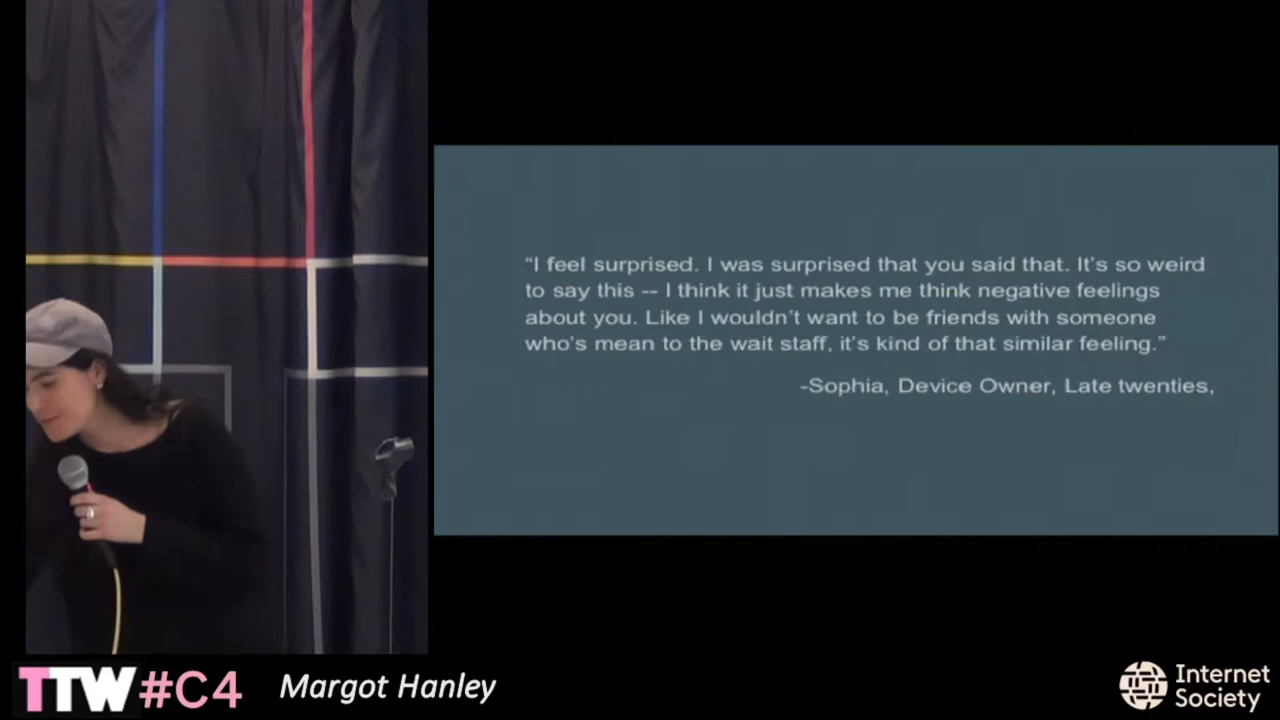 “I feel surprised. I was surprised that you said that. It’s so weird
to say this -- I think it just makes me think negative feelings
about you. Like I wouldn’t want to be friends with someone
who’s mean to the wait staff, it’s kind of that similar feeling.”
-Sophia, Device Owner, Late twenties,
TTW#C4
Margot Hanley
Internet
Society